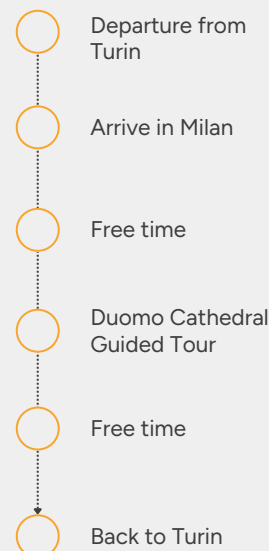 Departure from
Turin
Arrive in Milan
Free time
Duomo Cathedral
Guided Tour
Free time
Back to Turin